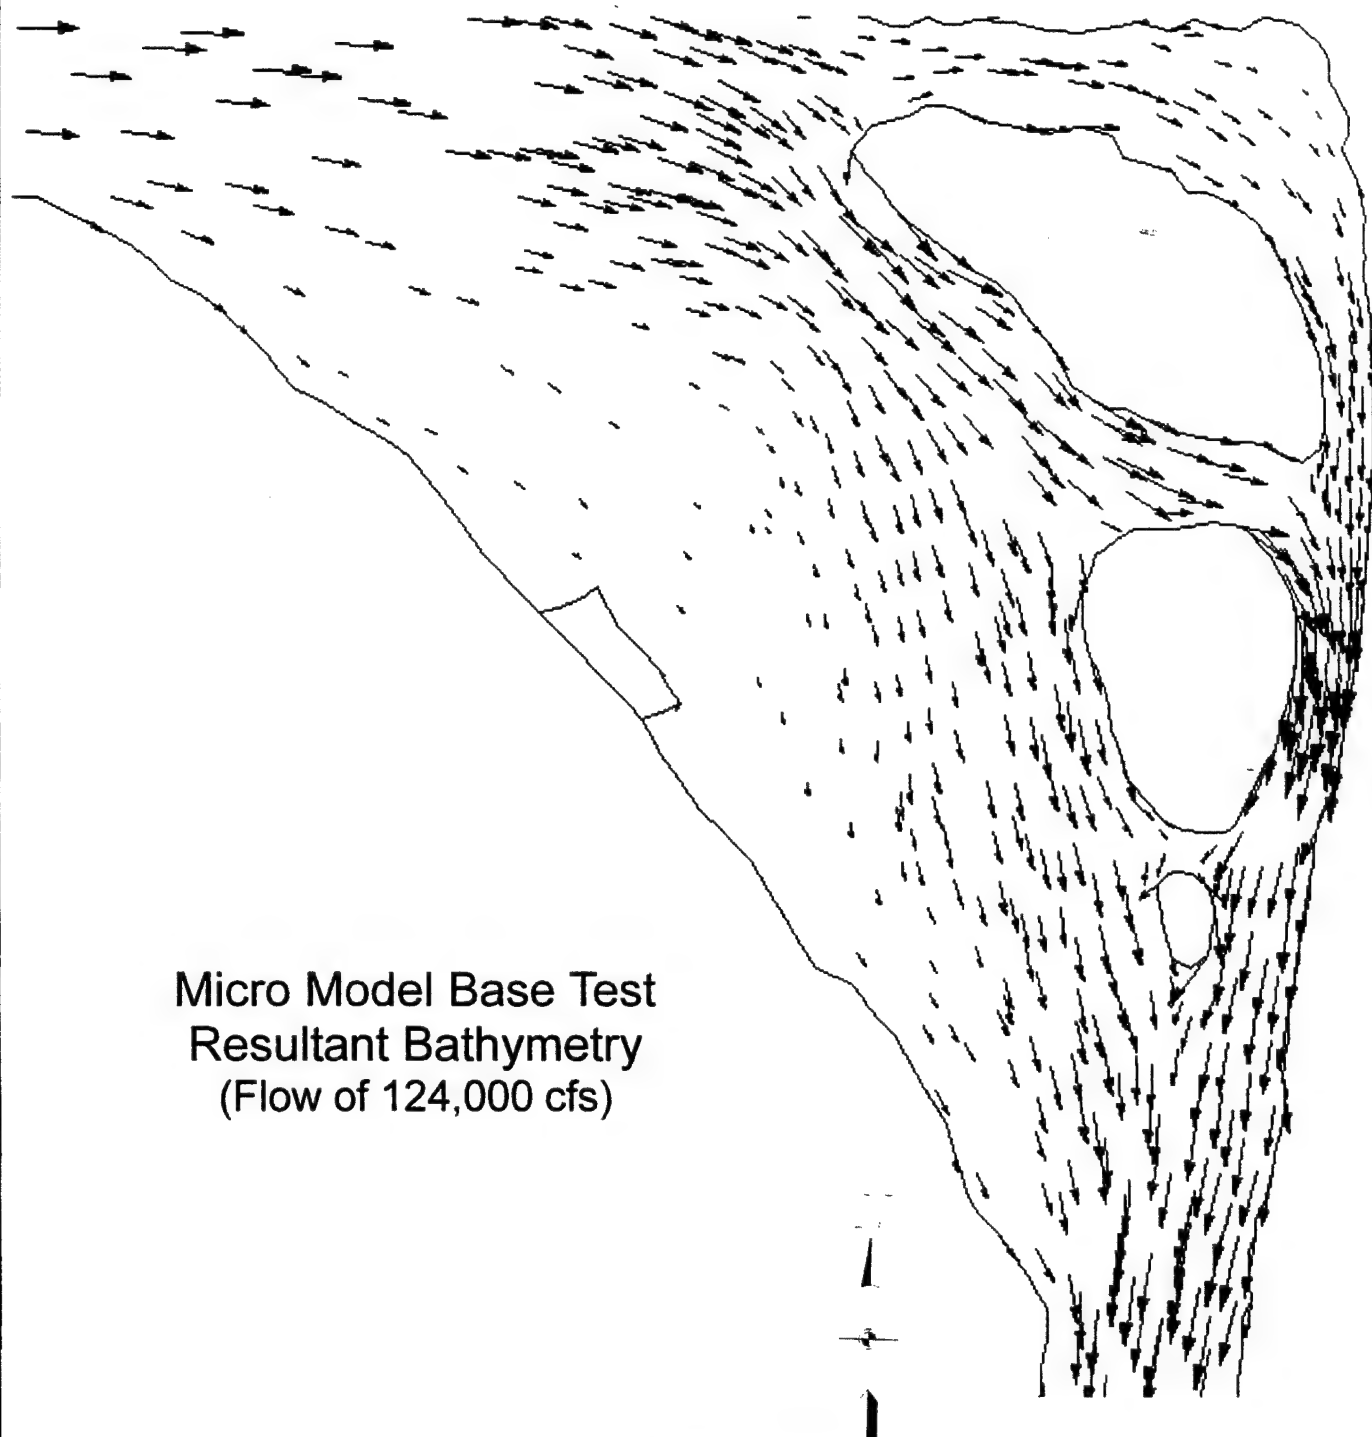 Micro Model Base Test
Resultant Bathymetry
(Flow of 124,000 cfs)